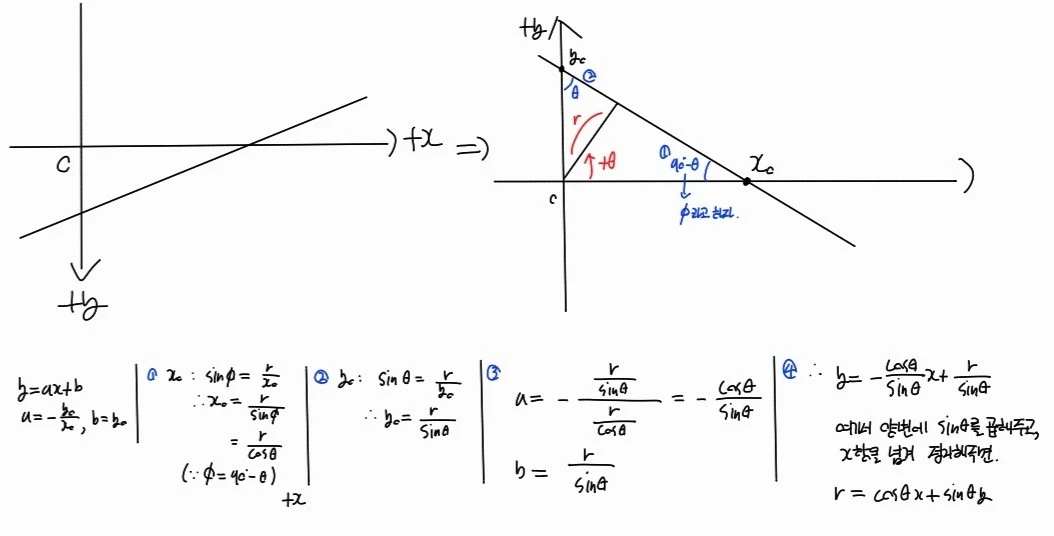 C
+x
⇒
+y
+y
y₀
②
θ
r
+θ
①
90°-θ
x₀
φ라고 하자.
C
y=ax+b
a=-y₀/x₀, b=y₀
① x₀: sinφ= r/x₀
∴x₀= r/sinφ
= r/cosθ
(∵φ=90°-θ)
+x
② y₀: sinθ= r/y₀
∴ y₀= r/sinθ
③
a= - (r/sinθ)/(r/cosθ) = - cosθ/sinθ
b= r/sinθ
④ ∴ y= - cosθ/sinθ x+ r/sinθ
여기서 양변에 sinθ를 곱해주고,
x항을 넘겨 정리해주면.
r = cosθx+sinθy